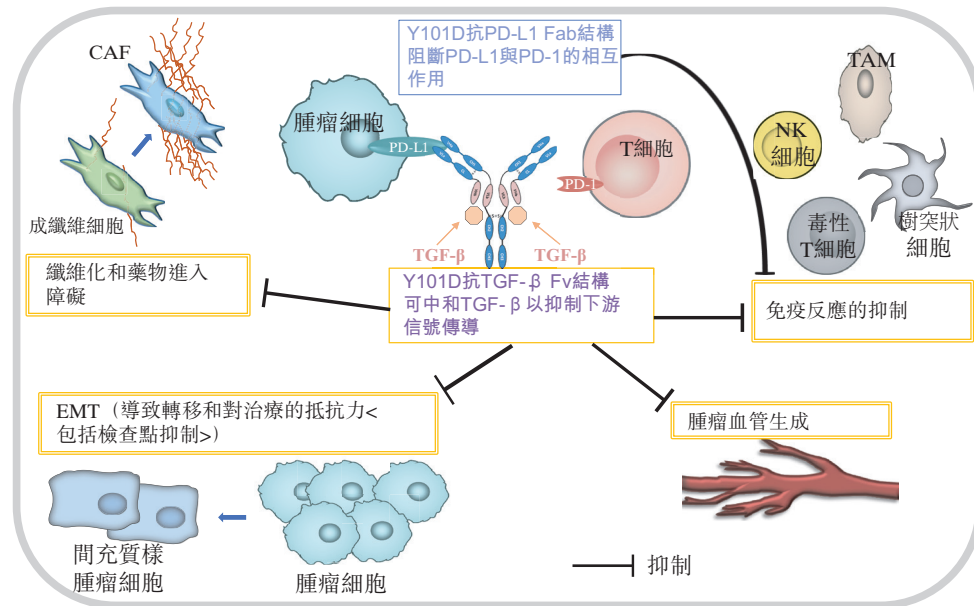 CAF
成纖維細胞
纖維化和藥物進入
障礙
Y101D抗PD-L1 Fab結構
阻斷PD-L1與PD-1的相互
作用
腫瘤細胞
PD-L1
PD-1
T細胞
TGF-β
TGF-β
Y101D抗TGF-β Fv結構
可中和TGF-β以抑制下游
信號傳導
TAM
NK
細胞
毒性
T細胞
樹突狀
細胞
免疫反應的抑制
EMT（導致轉移和對治療的抵抗力<
包括檢查點抑制>）
腫瘤血管生成
間充質樣
腫瘤細胞
腫瘤細胞
抑制